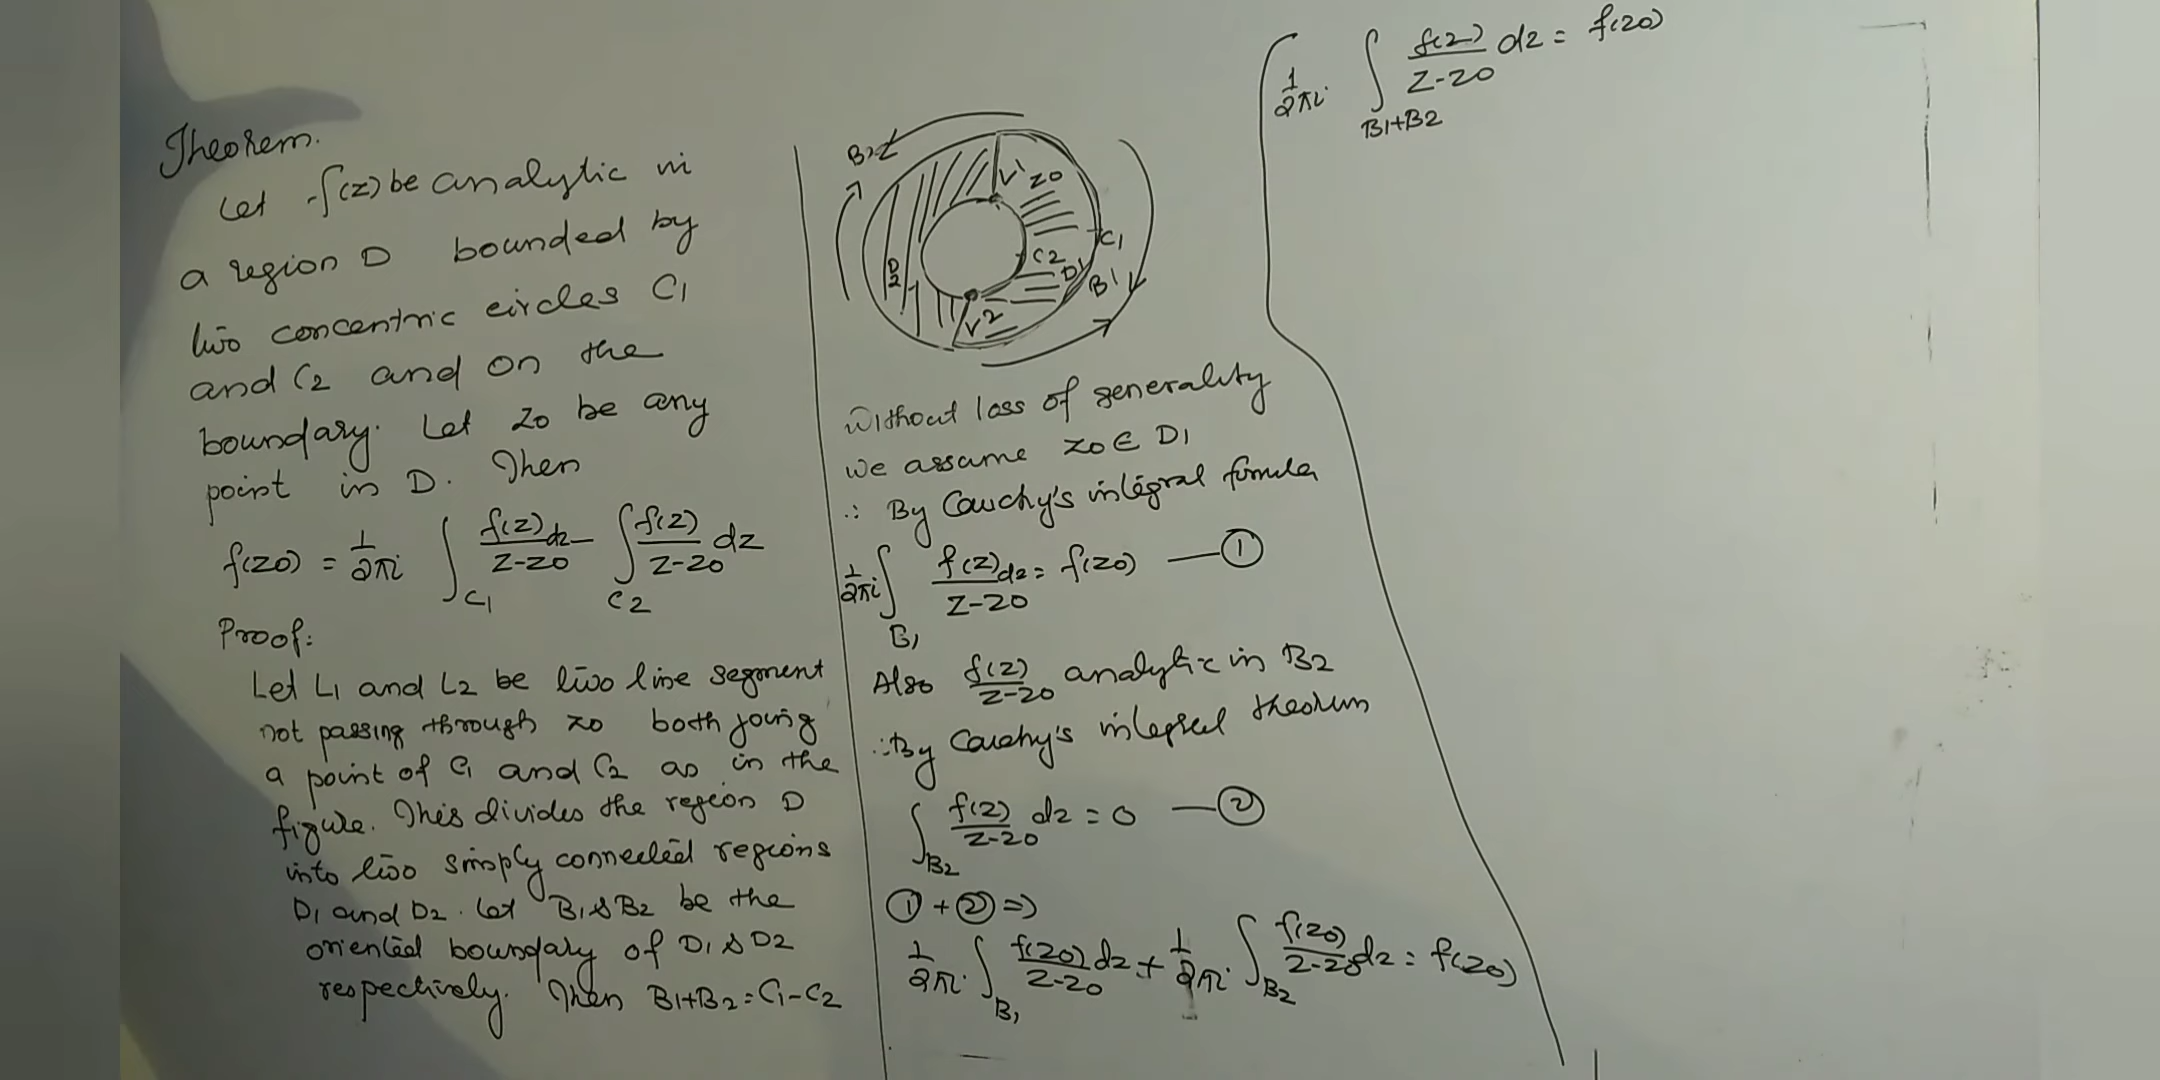 Theorem.
Let f(z) be analytic in
a region D bounded by
two concentric circles C1
and C2 and on the
boundary. Let z0 be any
point in D. Then
f(z0) = 1/2πi ∫C1 f(z)/z-z0 dz - ∫C2 f(z)/z-z0 dz
Proof:
Let L1 and L2 be two line segment
not passing through z0 both joing
a point of C1 and C2 as in the
figure. This divides the region D
into two simply connected regions
D1 and D2. Let B1 & B2 be the
oriented boundary of D1 & D2
respectively. Then B1+B2 = C1-C2
B2
L1
z0
C1
C2
D1
B1
D2
L2
Without loss of generality
we assume z0 ∈ D1
∴ By Cauchy's integral formula
1/2πi ∫B1 f(z)/z-z0 dz = f(z0) — ①
Also f(z)/z-z0 analytic in B2
∴ By Cauchy's integral theorem
∫B2 f(z)/z-z0 dz = 0 — ②
① + ② ⇒
1/2πi ∫B1 f(z0)/z-z0 dz + 1/2πi ∫B2 f(z0)/z-z0 dz = f(z0)
1/2πi ∫B1+B2 f(z)/z-z0 dz = f(z0)